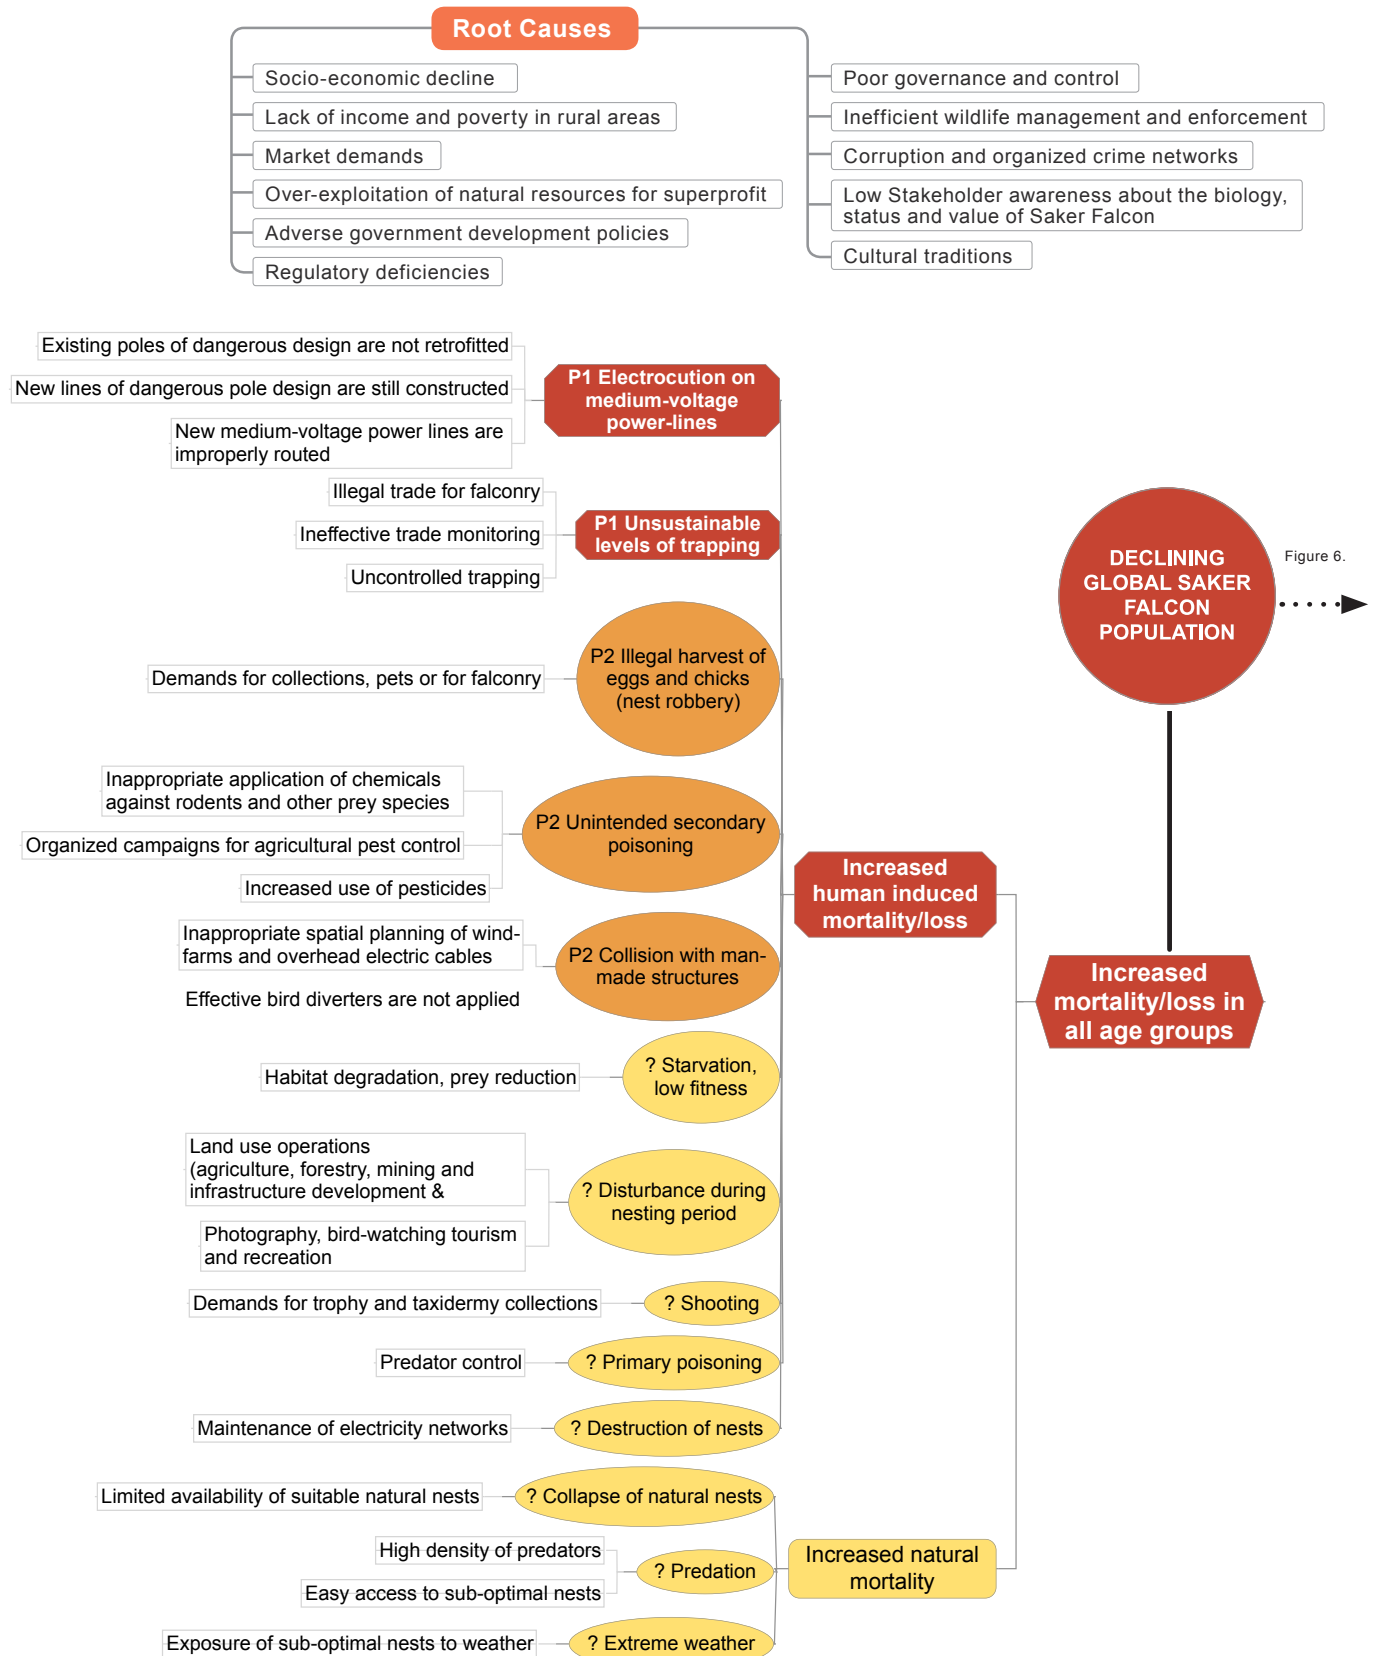 Root Causes
Socio-economic decline
Lack of income and poverty in rural areas
Market demands
Over-exploitation of natural resources for superprofit
Adverse government development policies
Regulatory deficiencies
Poor governance and control
Inefficient wildlife management and enforcement
Corruption and organized crime networks
Low Stakeholder awareness about the biology,
status and value of Saker Falcon
Cultural traditions
Existing poles of dangerous design are not retrofitted
New lines of dangerous pole design are still constructed
New medium-voltage power lines are
improperly routed
P1 Electrocution on
medium-voltage
power-lines
Illegal trade for falconry
Ineffective trade monitoring
Uncontrolled trapping
P1 Unsustainable
levels of trapping
Demands for collections, pets or for falconry
P2 Illegal harvest of
eggs and chicks
(nest robbery)
Inappropriate application of chemicals
against rodents and other prey species
Organized campaigns for agricultural pest control
Increased use of pesticides
P2 Unintended secondary
poisoning
Inappropriate spatial planning of wind-
farms and overhead electric cables
Effective bird diverters are not applied
P2 Collision with man-
made structures
Habitat degradation, prey reduction
? Starvation,
low fitness
Land use operations
(agriculture, forestry, mining and
infrastructure development &
Photography, bird-watching tourism
and recreation
? Disturbance during
nesting period
Demands for trophy and taxidermy collections
? Shooting
Predator control
? Primary poisoning
Maintenance of electricity networks
? Destruction of nests
Limited availability of suitable natural nests
? Collapse of natural nests
High density of predators
Easy access to sub-optimal nests
? Predation
Exposure of sub-optimal nests to weather
? Extreme weather
Increased
human induced
mortality/loss
Increased natural
mortality
Increased
mortality/loss in
all age groups
DECLINING
GLOBAL SAKER
FALCON
POPULATION
Figure 6.